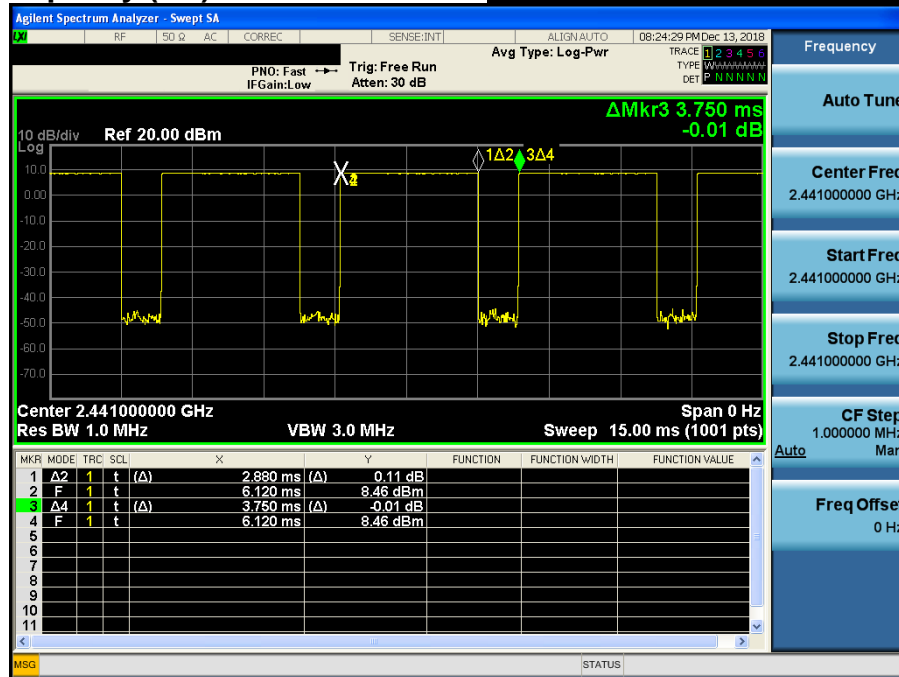 Agilent Spectrum Analyzer - Swept SA
LXI RF 50 Ω AC CORREC SENSE:INT ALIGN AUTO 08:24:29 PM Dec 13, 2018
Avg Type: Log-Pwr TRACE 1 2 3 4 5 6
PNO: Fast Trig: Free Run TYPE WWWWWW
IFGain:Low Atten: 30 dB DET P N N N N N
Frequency
Auto Tune
ΔMkr3 3.750 ms
10 dB/div Ref 20.00 dBm -0.01 dB
Log
1Δ2 3Δ4
10.0
0.00
-10.0
-20.0
-30.0
-40.0
-50.0
-60.0
-70.0
Center Freq
2.441000000 GHz
Start Freq
2.441000000 GHz
Stop Freq
2.441000000 GHz
Center 2.441000000 GHz Span 0 Hz
Res BW 1.0 MHz VBW 3.0 MHz Sweep 15.00 ms (1001 pts)
CF Step
1.000000 MHz
Auto Man
MKR MODE TRC SCL X Y FUNCTION FUNCTION WIDTH FUNCTION VALUE
1 Δ2 1 t (Δ) 2.880 ms (Δ) 0.11 dB
2 F 1 t 6.120 ms 8.46 dBm
3 Δ4 1 t (Δ) 3.750 ms (Δ) -0.01 dB
4 F 1 t 6.120 ms 8.46 dBm
5
6
7
8
9
10
11
Freq Offset
0 Hz
MSG STATUS